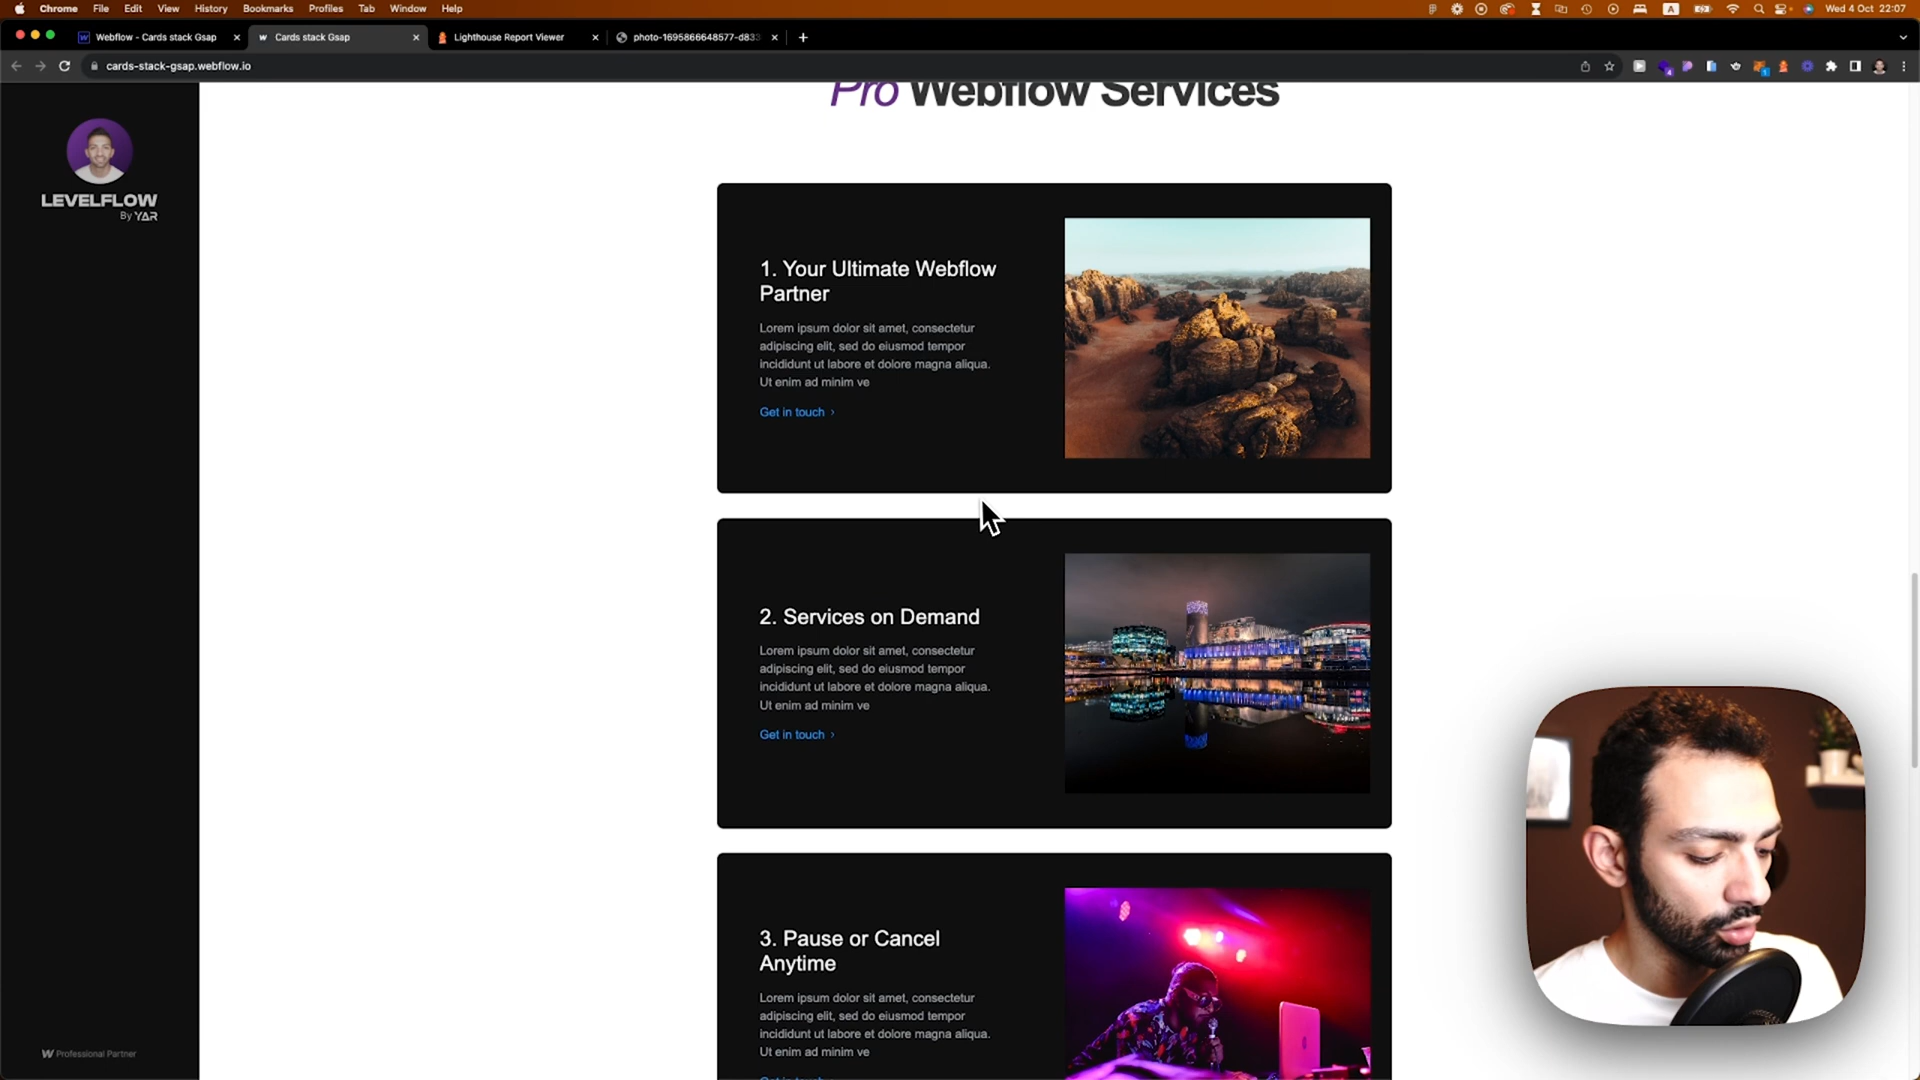 Chrome File Edit View History Bookmarks Profiles Tab Window Help
A
Wed 4 Oct 22:07
Webflow - Cards stack Gsap
Cards stack Gsap
Lighthouse Report Viewer
photo-1695866648577-d833
cards-stack-gsap.webflow.io
LEVELFLOW
By YAR
Pro Webflow Services
1. Your Ultimate Webflow
Partner
Lorem ipsum dolor sit amet, consectetur
adipiscing elit, sed do eiusmod tempor
incididunt ut labore et dolore magna aliqua.
Ut enim ad minim ve
Get in touch ›
2. Services on Demand
Lorem ipsum dolor sit amet, consectetur
adipiscing elit, sed do eiusmod tempor
incididunt ut labore et dolore magna aliqua.
Ut enim ad minim ve
Get in touch ›
3. Pause or Cancel
Anytime
Lorem ipsum dolor sit amet, consectetur
adipiscing elit, sed do eiusmod tempor
incididunt ut labore et dolore magna aliqua.
Ut enim ad minim ve
W Professional Partner